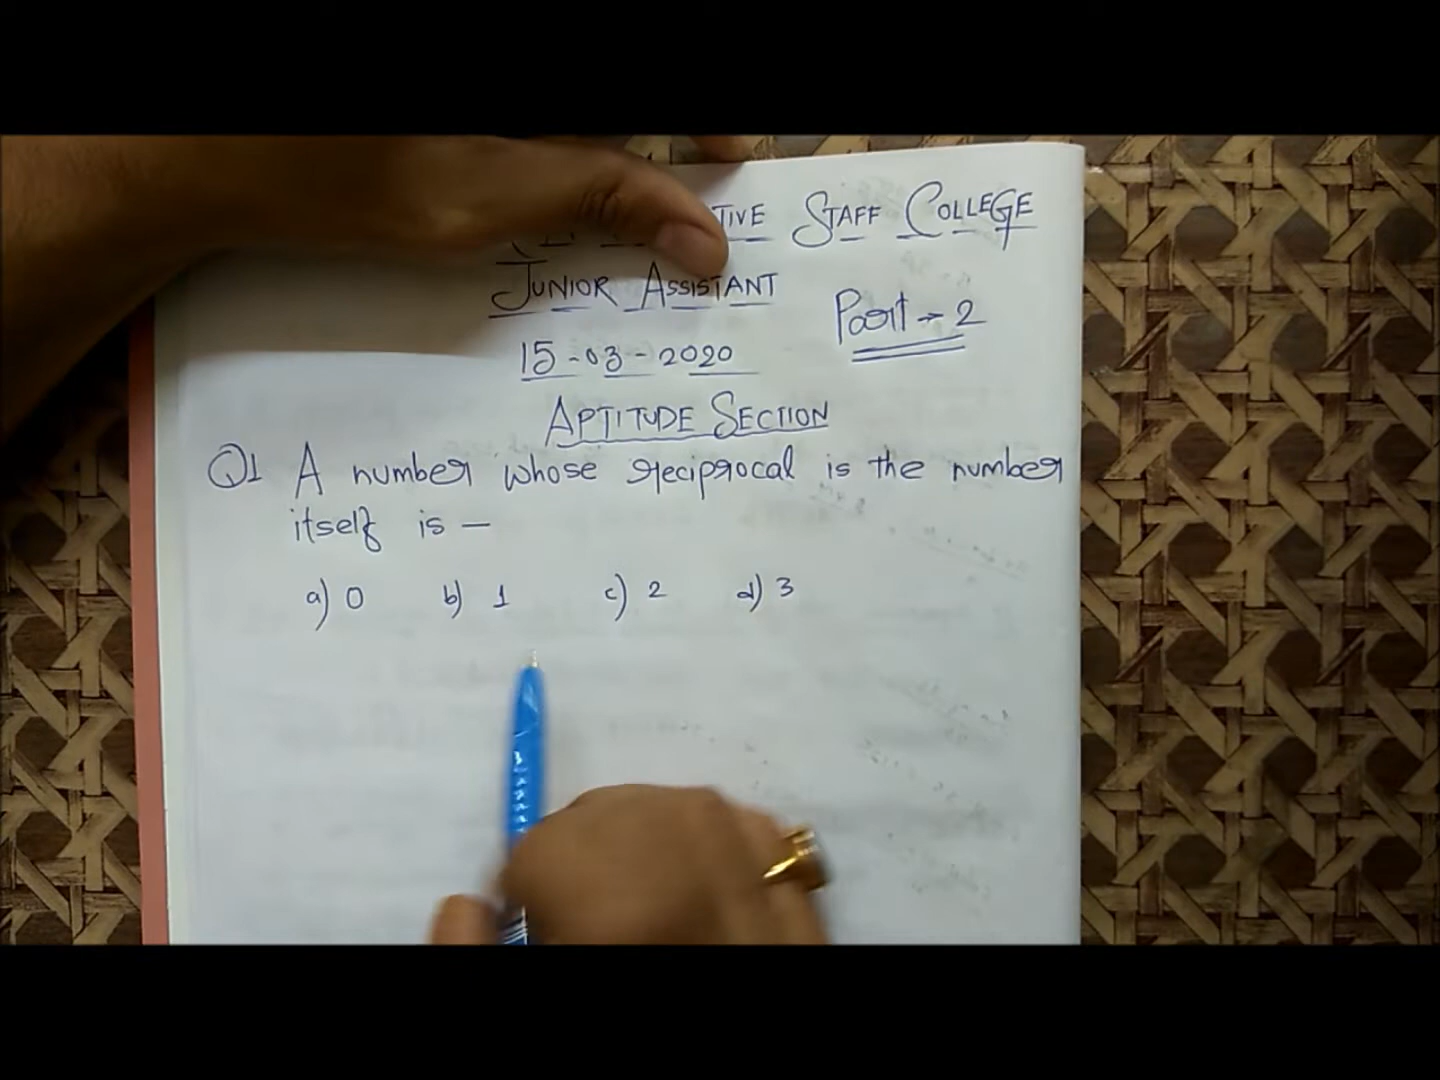 TIVE STAFF COLLEGE
JUNIOR ASSISTANT
Part → 2
15-03-2020
APTITUDE SECTION
Q1 A number whose reciprocal is the number
itself is —
a) 0 b) 1 c) 2 d) 3